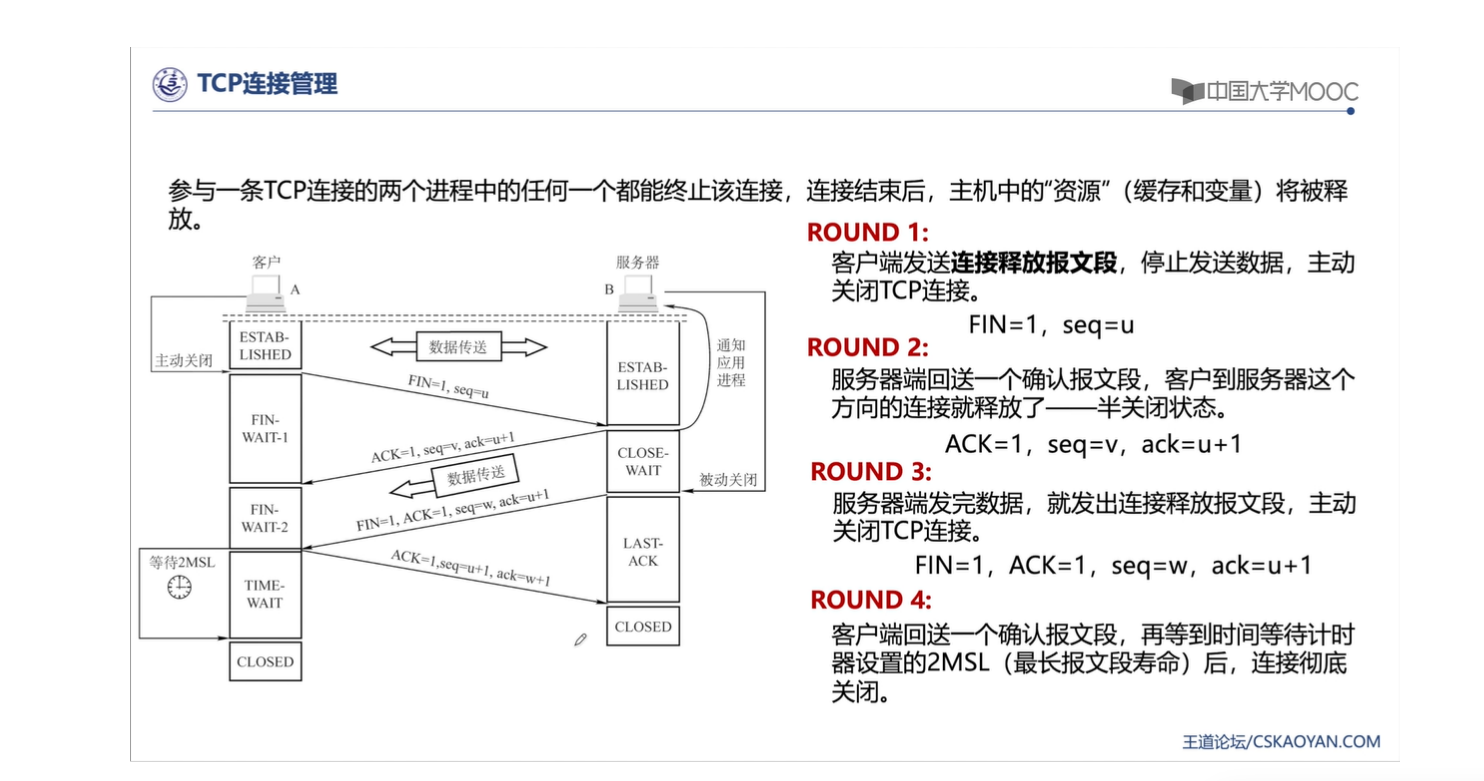 TCP连接管理
中国大学MOOC
参与一条TCP连接的两个进程中的任何一个都能终止该连接，连接结束后，主机中的“资源”（缓存和变量）将被释
放。
客户
A
服务器
B
ESTAB-
LISHED
数据传送
主动关闭
FIN=1, seq=u
ESTAB-
LISHED
通知
应用
进程
FIN-
WAIT-1
ACK=1, seq=v, ack=u+1
CLOSE-
WAIT
数据传送
被动关闭
FIN-
WAIT-2
FIN=1, ACK=1, seq=w, ack=u+1
LAST-
ACK
等待2MSL
ACK=1,seq=u+1, ack=w+1
TIME-
WAIT
CLOSED
CLOSED
ROUND 1:
客户端发送连接释放报文段，停止发送数据，主动
关闭TCP连接。
FIN=1，seq=u
ROUND 2:
服务器端回送一个确认报文段，客户到服务器这个
方向的连接就释放了——半关闭状态。
ACK=1，seq=v，ack=u+1
ROUND 3:
服务器端发完数据，就发出连接释放报文段，主动
关闭TCP连接。
FIN=1，ACK=1，seq=w，ack=u+1
ROUND 4:
客户端回送一个确认报文段，再等到时间等待计时
器设置的2MSL（最长报文段寿命）后，连接彻底
关闭。
王道论坛/CSKAOYAN.COM